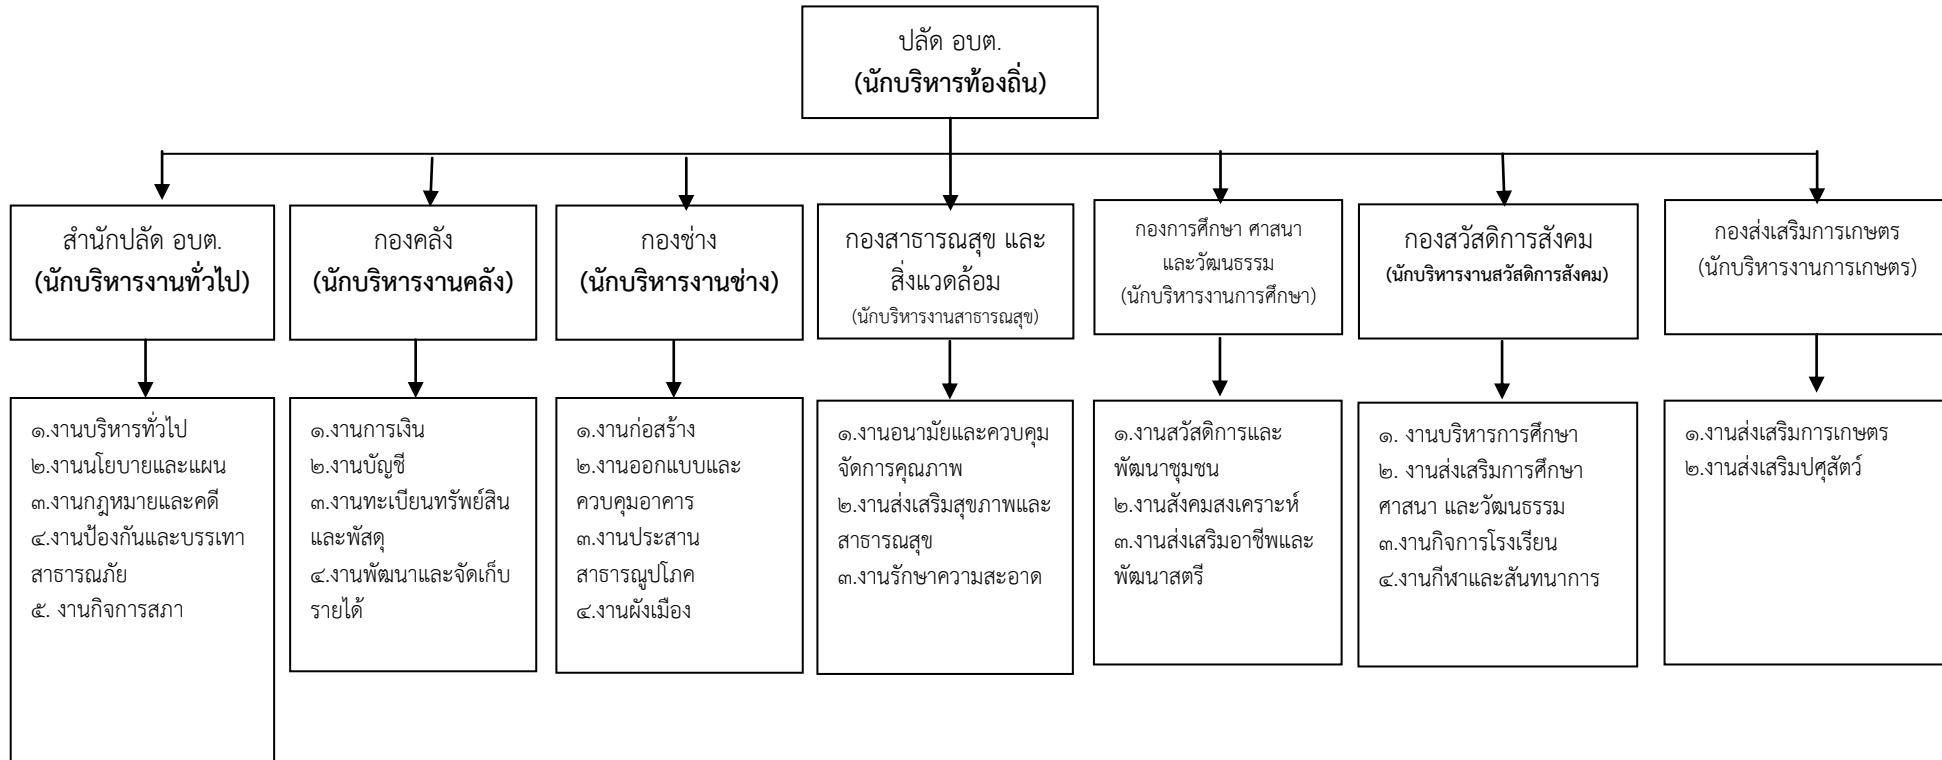 ปลัด อบต.
(นักบริหารท้องถิ่น)
สำนักปลัด อบต.
(นักบริหารงานทั่วไป)
กองคลัง
(นักบริหารงานคลัง)
กองช่าง
(นักบริหารงานช่าง)
กองสาธารณสุข และ
สิ่งแวดล้อม
(นักบริหารงานสาธารณสุข)
กองการศึกษา ศาสนา
และวัฒนธรรม
(นักบริหารงานการศึกษา)
กองสวัสดิการสังคม
(นักบริหารงานสวัสดิการสังคม)
กองส่งเสริมการเกษตร
(นักบริหารงานการเกษตร)
๑.งานบริหารทั่วไป
๒.งานนโยบายและแผน
๓.งานกฎหมายและคดี
๔.งานป้องกันและบรรเทา
สาธารณภัย
๕. งานกิจการสภา
๑.งานการเงิน
๒.งานบัญชี
๓.งานทะเบียนทรัพย์สิน
และพัสดุ
๔.งานพัฒนาและจัดเก็บ
รายได้
๑.งานก่อสร้าง
๒.งานออกแบบและ
ควบคุมอาคาร
๓.งานประสาน
สาธารณูปโภค
๔.งานผังเมือง
๑.งานอนามัยและควบคุม
จัดการคุณภาพ
๒.งานส่งเสริมสุขภาพและ
สาธารณสุข
๓.งานรักษาความสะอาด
๑.งานสวัสดิการและ
พัฒนาชุมชน
๒.งานสังคมสงเคราะห์
๓.งานส่งเสริมอาชีพและ
พัฒนาสตรี
๑. งานบริหารการศึกษา
๒. งานส่งเสริมการศึกษา
ศาสนา และวัฒนธรรม
๓.งานกิจการโรงเรียน
๔.งานกีฬาและสันทนาการ
๑.งานส่งเสริมการเกษตร
๒.งานส่งเสริมปศุสัตว์